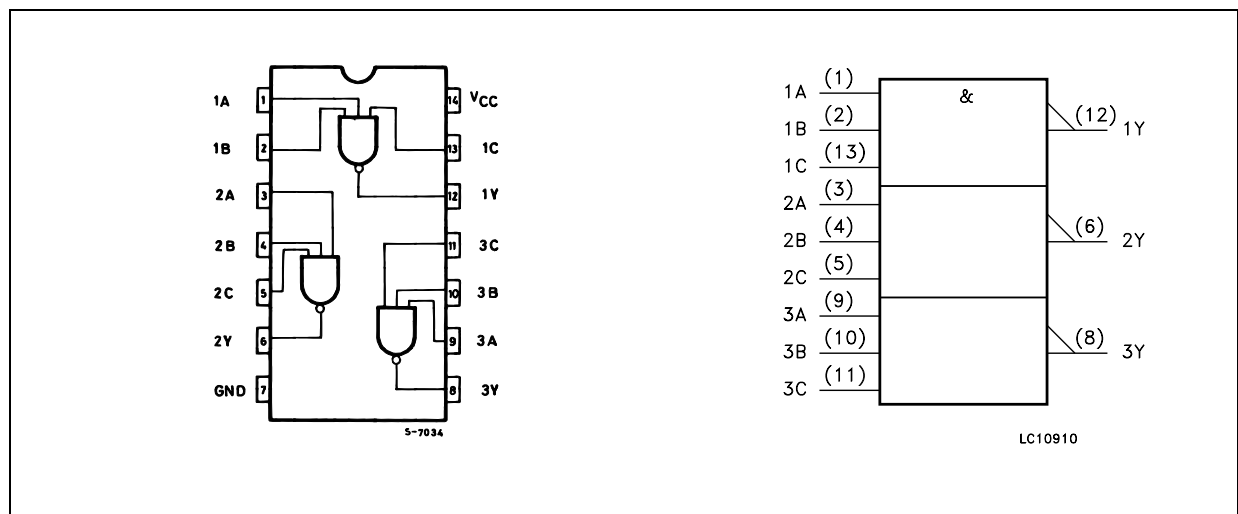 1A 1 14 VCC
1B 2 13 1C
2A 3 12 1Y
2B 4 11 3C
2C 5 10 3B
2Y 6 9 3A
GND 7 8 3Y
S-7034
&
1A (1)
1B (2)
1C (13)
2A (3)
2B (4)
2C (5)
3A (9)
3B (10)
3C (11)
(12) 1Y
(6) 2Y
(8) 3Y
LC10910